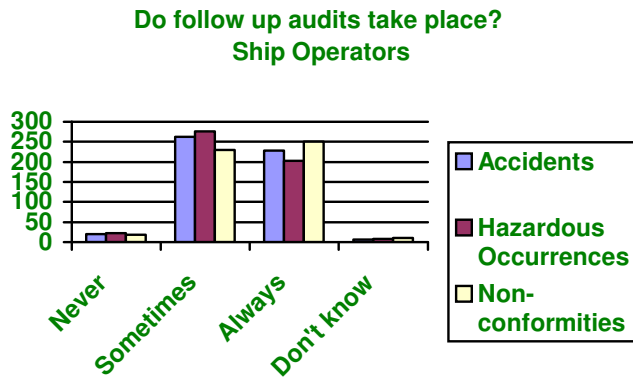 Do follow up audits take place?
Ship Operators
300
250
200
150
100
50
0
Never
Sometimes
Always
Don't know
Accidents
Hazardous
Occurrences
Non-
conformities